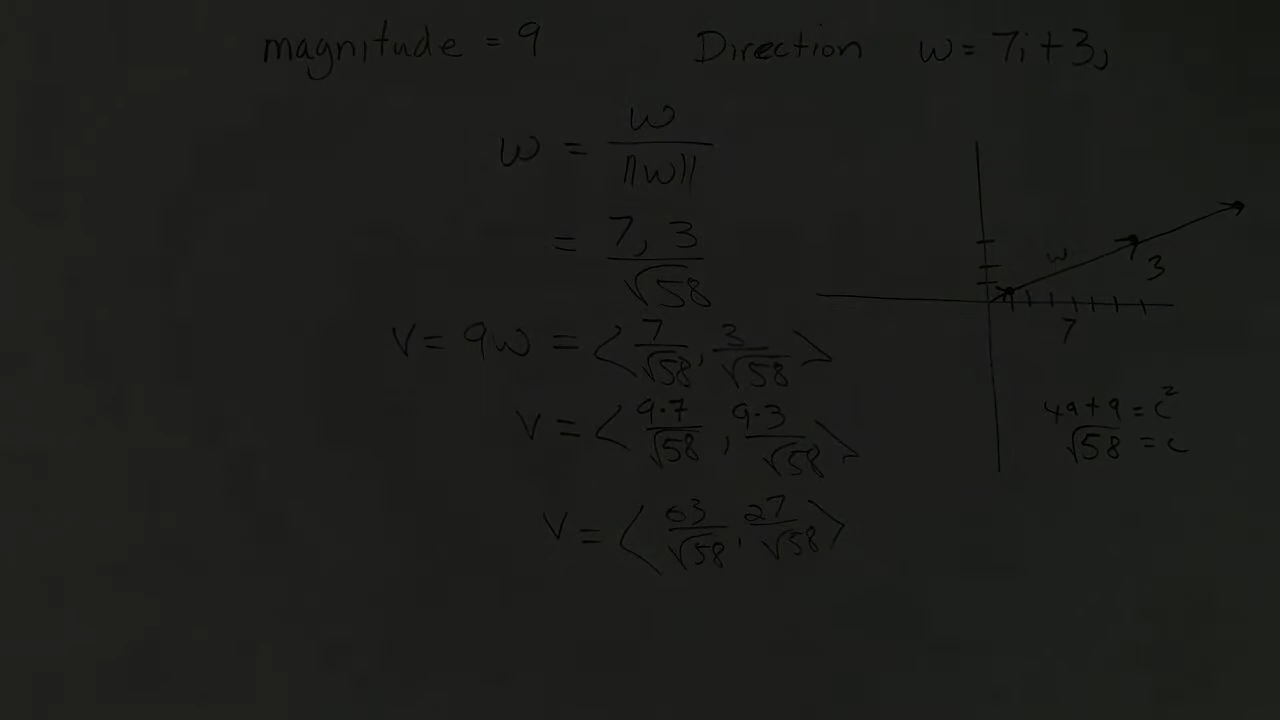 magnitude = 9 Direction w = 7i + 3j
w = w / ||w||
= 7, 3 / √58
V = 9w = < 7/√58, 3/√58 >
V = < 9·7/√58, 9·3/√58 >
V = < 63/√58, 27/√58 >
w
3
7
49 + 9 = c²
√58 = c